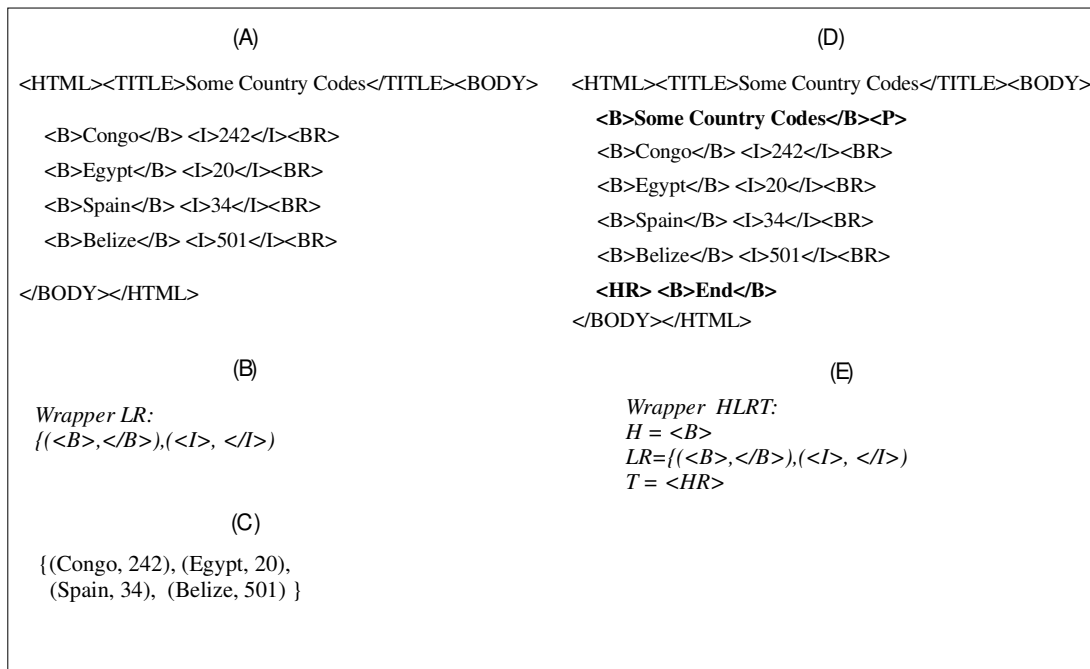 (A)
<HTML><TITLE>Some Country Codes</TITLE><BODY>
<B>Congo</B> <I>242</I><BR>
<B>Egypt</B> <I>20</I><BR>
<B>Spain</B> <I>34</I><BR>
<B>Belize</B> <I>501</I><BR>
</BODY></HTML>
(B)
Wrapper LR:
{(<B>,</B>),(<I>, </I>)
(C)
{(Congo, 242), (Egypt, 20),
(Spain, 34), (Belize, 501) }
(D)
<HTML><TITLE>Some Country Codes</TITLE><BODY>
<B>Some Country Codes</B><P>
<B>Congo</B> <I>242</I><BR>
<B>Egypt</B> <I>20</I><BR>
<B>Spain</B> <I>34</I><BR>
<B>Belize</B> <I>501</I><BR>
<HR> <B>End</B>
</BODY></HTML>
(E)
Wrapper HLRT:
H = <B>
LR={(<B>,</B>),(<I>, </I>)
T = <HR>